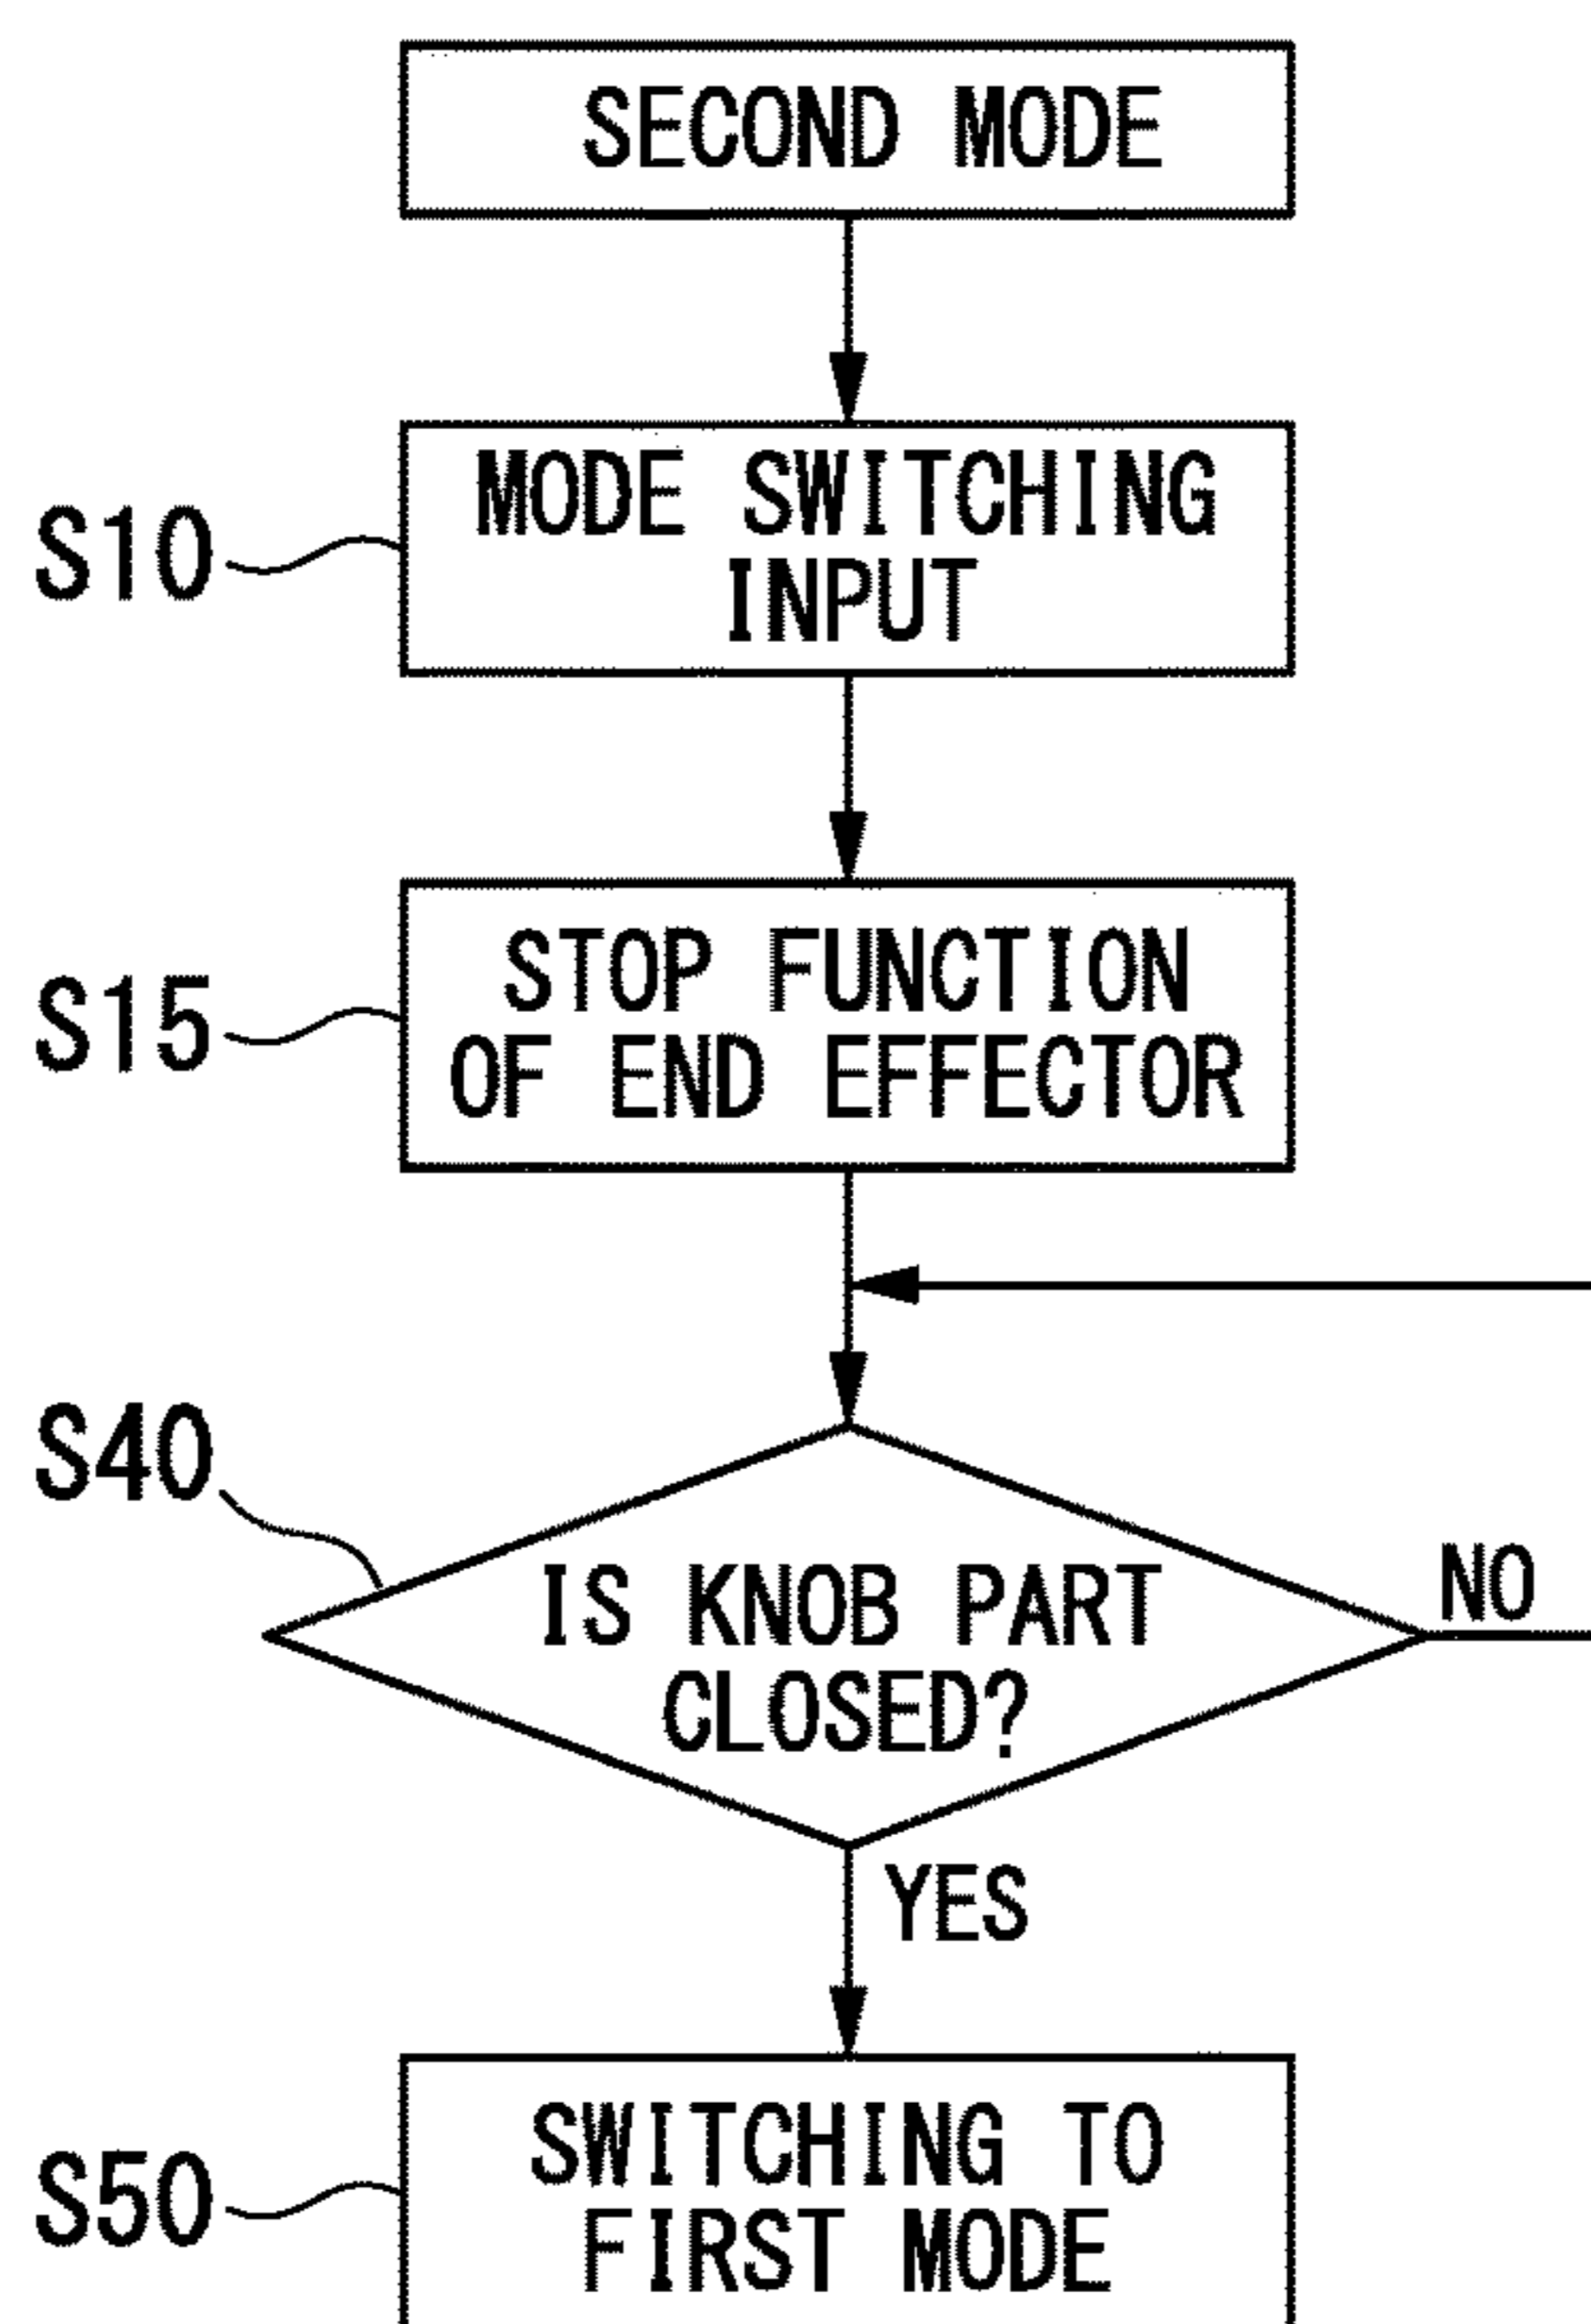 SECOND MODE
S10
MODE SWITCHING
INPUT
S15
STOP FUNCTION
OF END EFFECTOR
S40
IS KNOB PART
CLOSED?
NO
YES
S50
SWITCHING TO
FIRST MODE